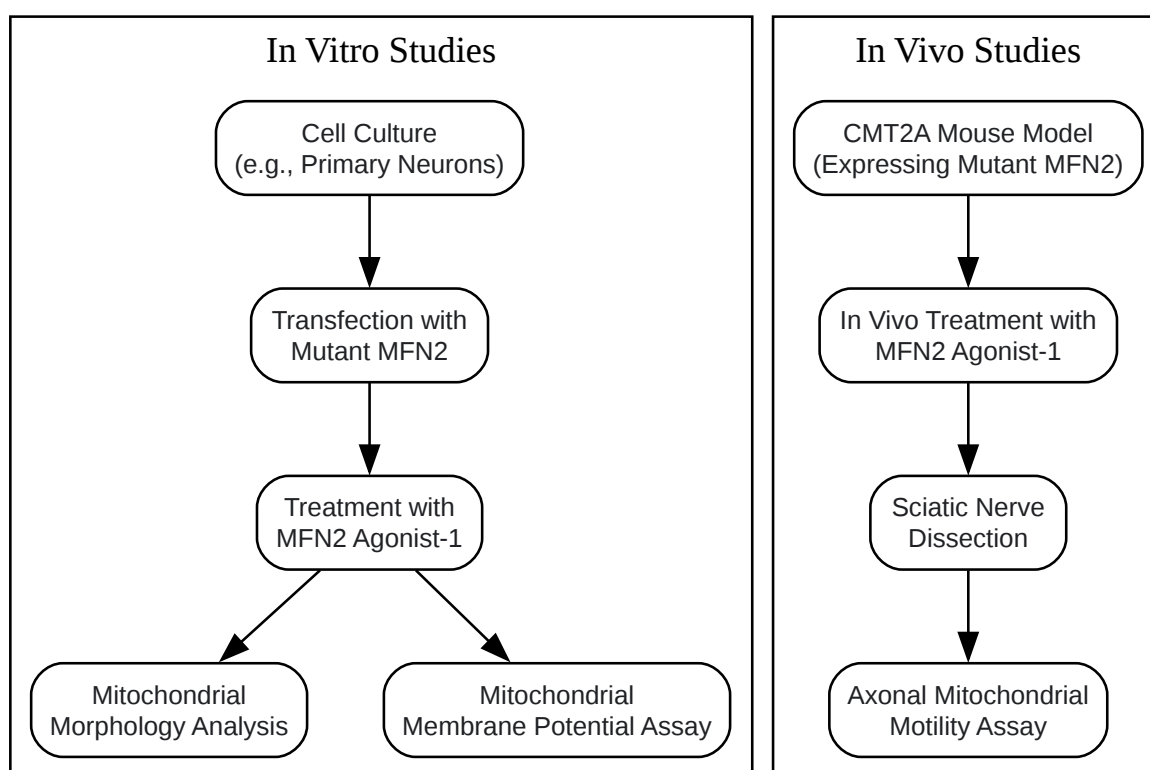 In Vitro Studies
Cell Culture
(e.g., Primary Neurons)
Transfection with
Mutant MFN2
Treatment with
MFN2 Agonist-1
Mitochondrial
Morphology Analysis
Mitochondrial
Membrane Potential Assay
In Vivo Studies
CMT2A Mouse Model
(Expressing Mutant MFN2)
In Vivo Treatment with
MFN2 Agonist-1
Sciatic Nerve
Dissection
Axonal Mitochondrial
Motility Assay